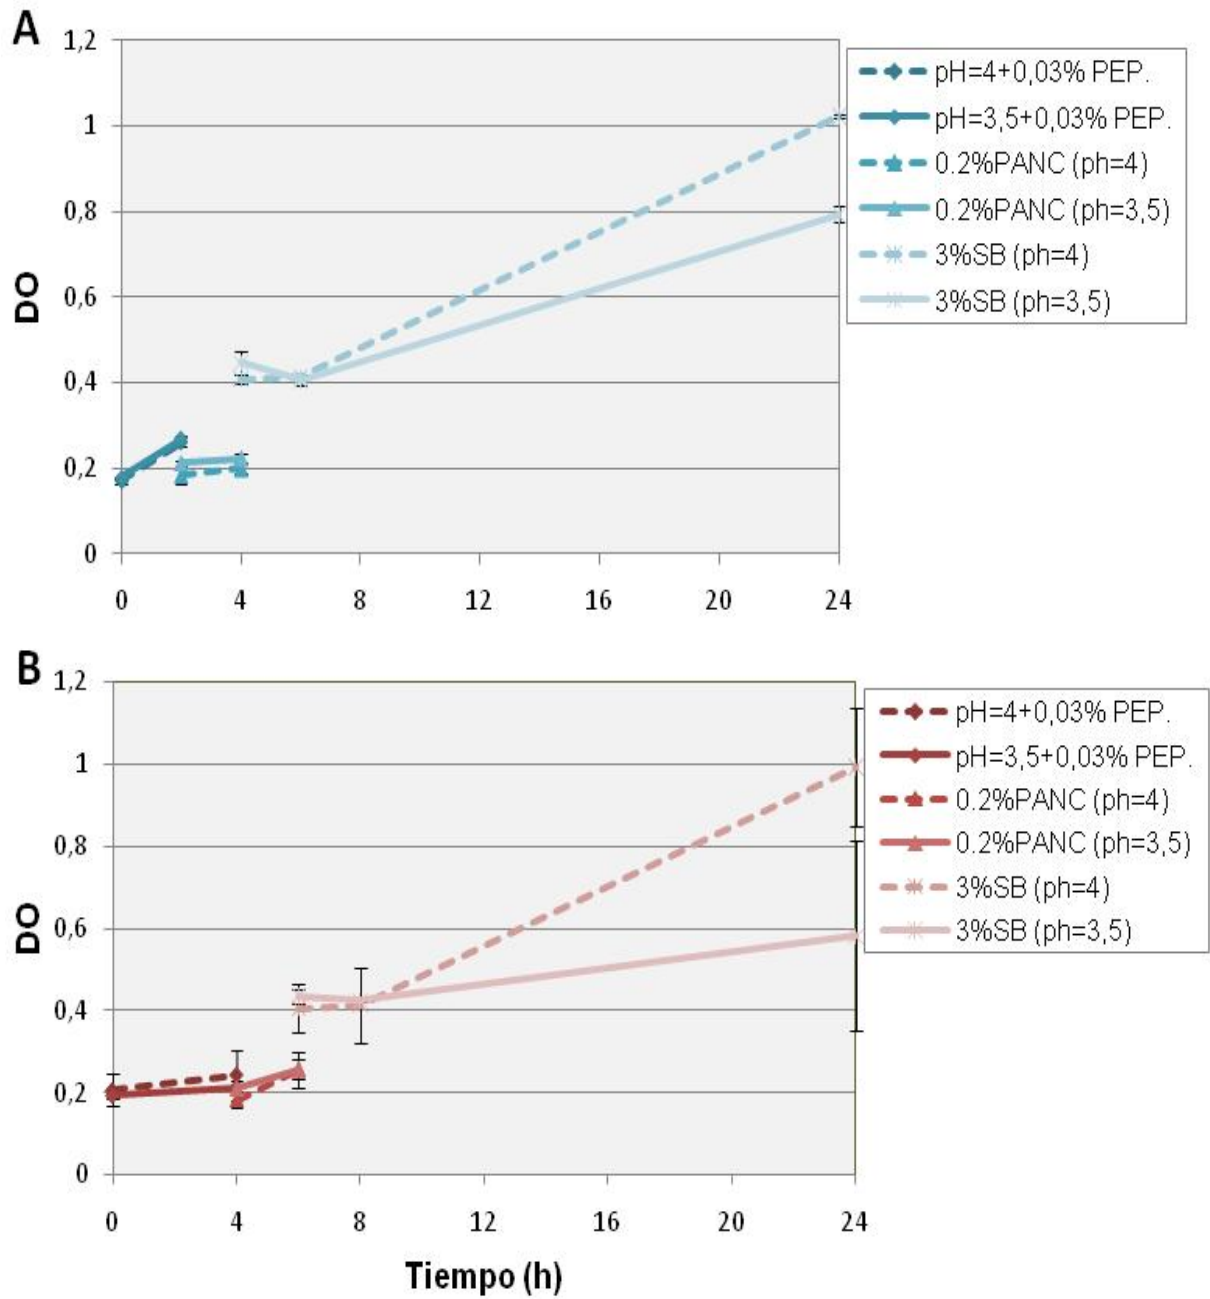 A
1,2
1
0,8
0,6
0,4
0,2
0
DO
0 4 8 12 16 20 24
pH=4+0,03% PEP.
pH=3,5+0,03% PEP.
0.2%PANC (ph=4)
0.2%PANC (ph=3,5)
3%SB (ph=4)
3%SB (ph=3,5)
B
1,2
1
0,8
0,6
0,4
0,2
0
DO
0 4 8 12 16 20 24
Tiempo (h)
pH=4+0,03% PEP.
pH=3,5+0,03% PEP.
0.2%PANC (ph=4)
0.2%PANC (ph=3,5)
3%SB (ph=4)
3%SB (ph=3,5)